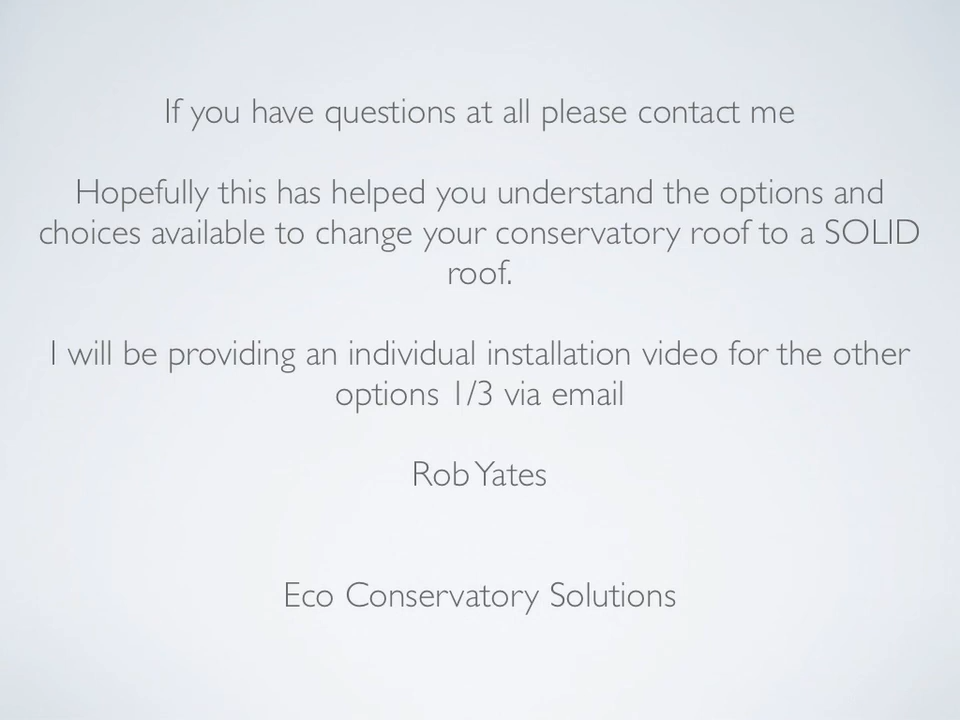 If you have questions at all please contact me
Hopefully this has helped you understand the options and
choices available to change your conservatory roof to a SOLID
roof.
I will be providing an individual installation video for the other
options 1/3 via email
Rob Yates
Eco Conservatory Solutions